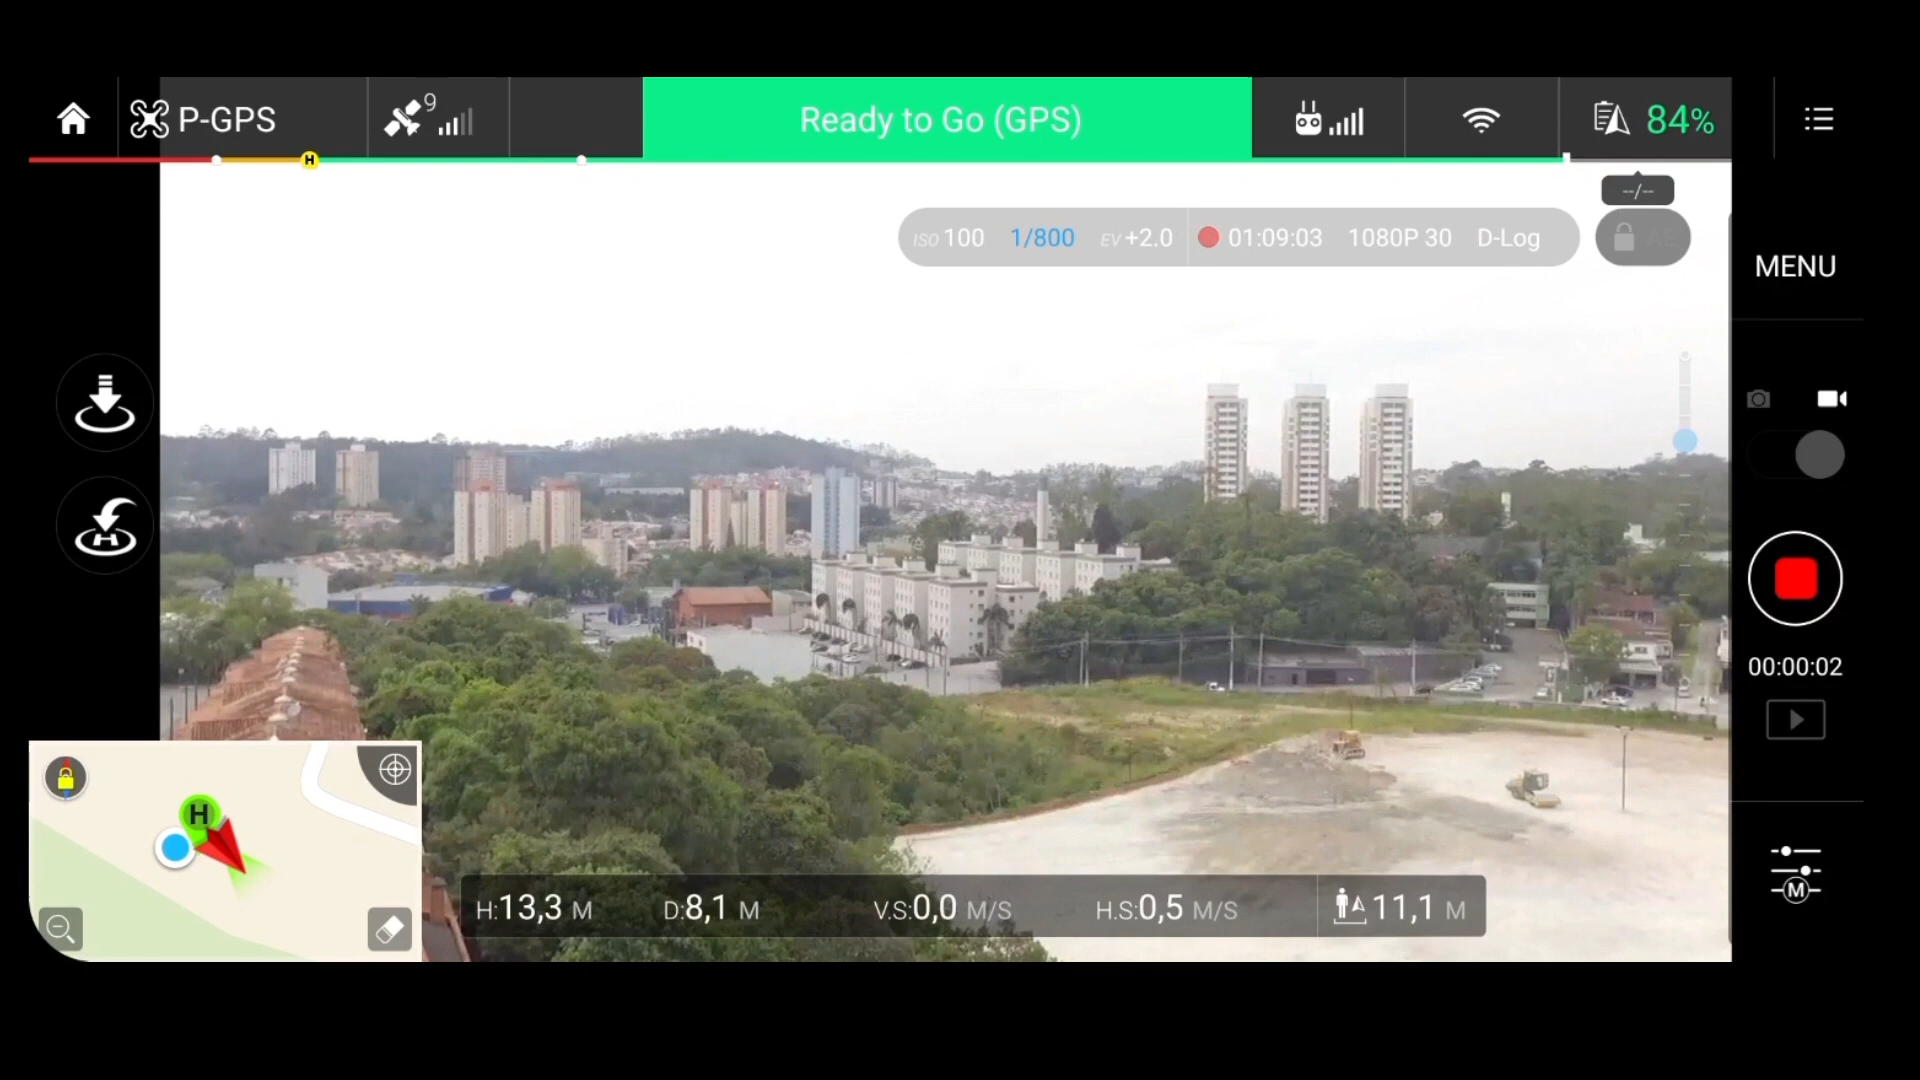 P-GPS
9
Ready to Go (GPS)
84%
--/--
ISO 100 1/800 EV +2.0 01:09:03 1080P 30 D-Log
AE
MENU
00:00:02
H
H
H:13,3 M D:8,1 M V.S:0,0 M/S H.S:0,5 M/S 11,1 M
M